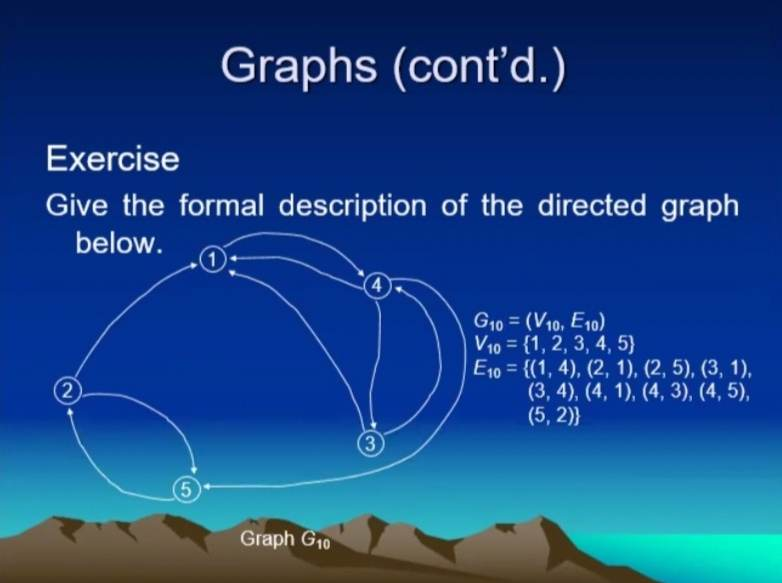 Graphs (cont'd.)
Exercise
Give the formal description of the directed graph
below.
1
4
2
3
5
G10 = (V10, E10)
V10 = {1, 2, 3, 4, 5}
E10 = {(1, 4), (2, 1), (2, 5), (3, 1),
(3, 4), (4, 1), (4, 3), (4, 5),
(5, 2)}
Graph G10